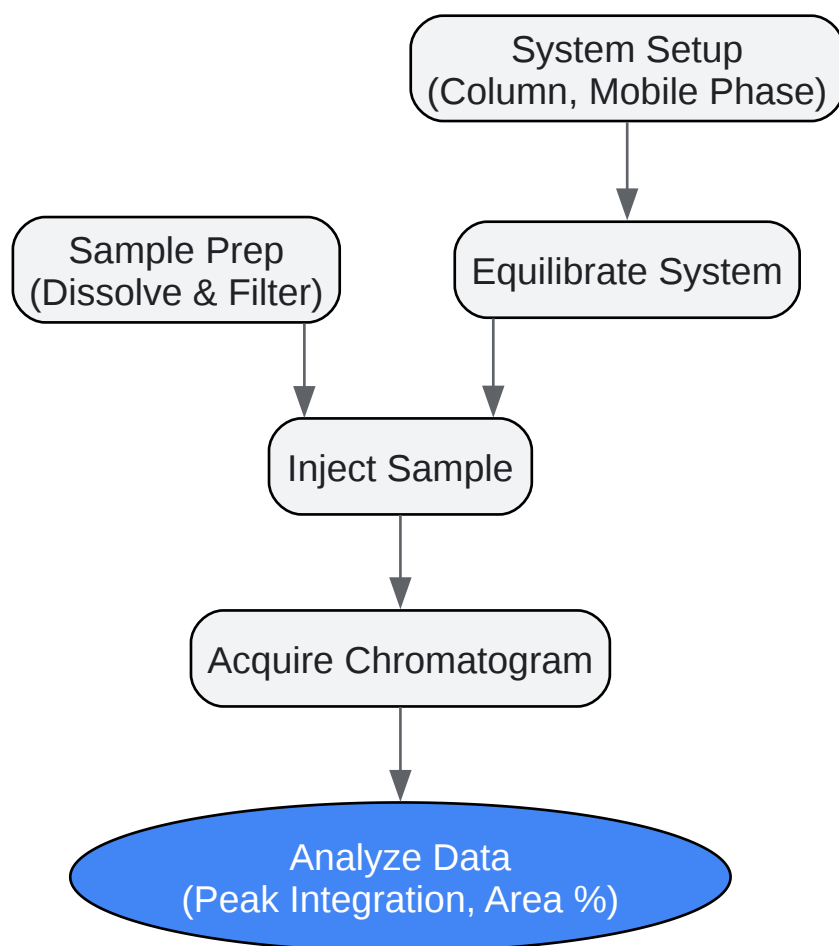 System Setup
(Column, Mobile Phase)
Sample Prep
(Dissolve & Filter)
Equilibrate System
Inject Sample
Acquire Chromatogram
Analyze Data
(Peak Integration, Area %)